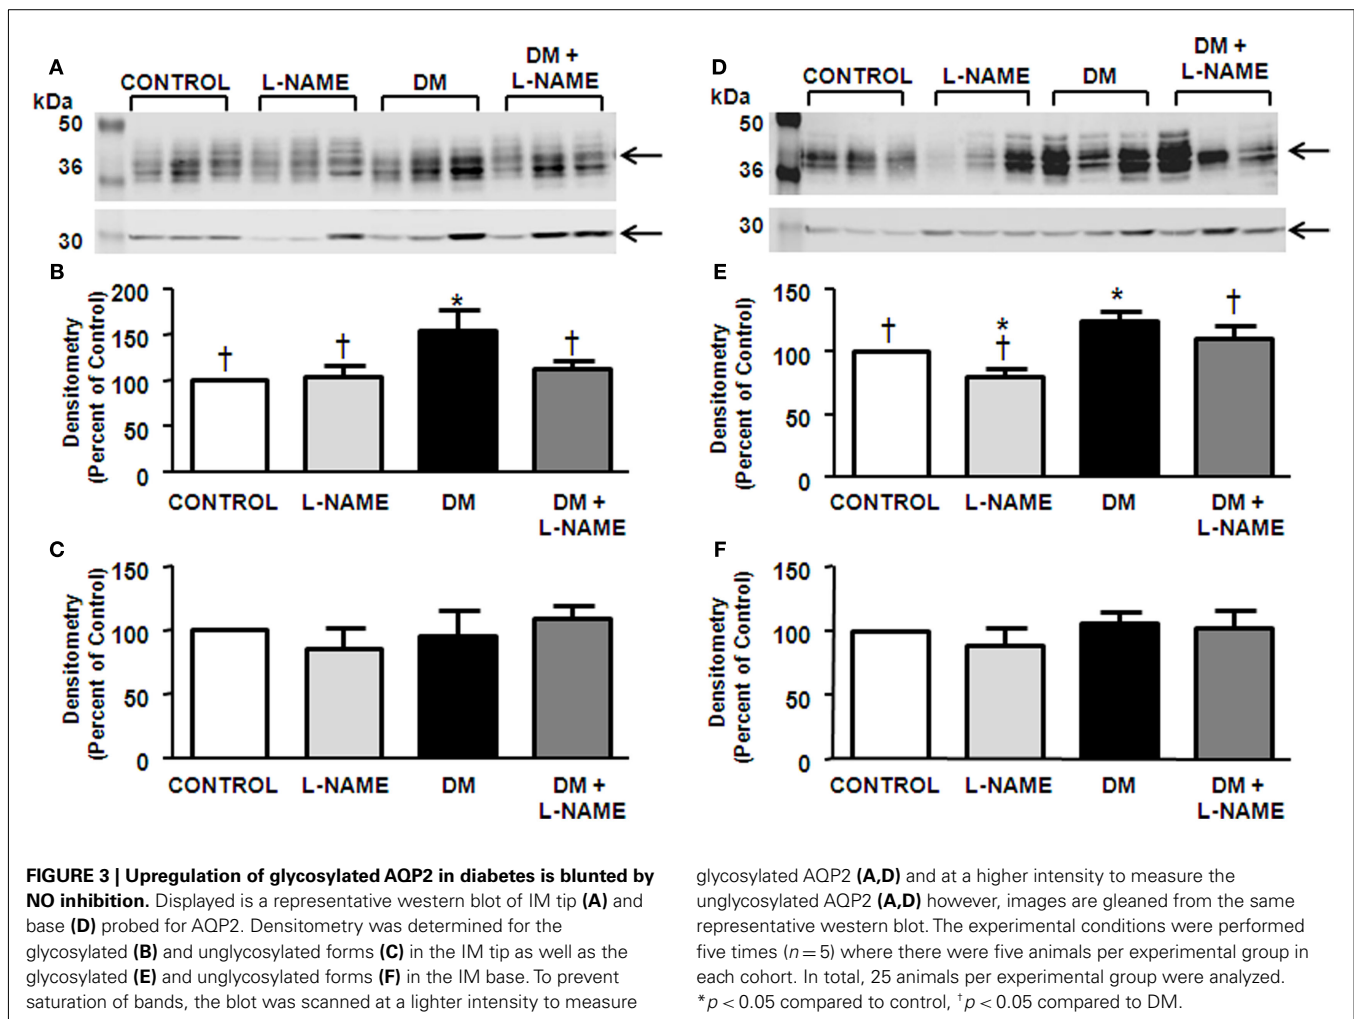 A
kDa
CONTROL
L-NAME
DM
DM +
L-NAME
50
36
30
B
Densitometry
(Percent of Control)
200
150
100
50
0
†
†
*
†
CONTROL
L-NAME
DM
DM +
L-NAME
C
Densitometry
(Percent of Control)
150
100
50
0
CONTROL
L-NAME
DM
DM +
L-NAME
D
kDa
CONTROL
L-NAME
DM
DM +
L-NAME
50
36
30
E
Densitometry
(Percent of Control)
150
100
50
0
†
*
†
*
†
CONTROL
L-NAME
DM
DM +
L-NAME
F
Densitometry
(Percent of Control)
150
100
50
0
CONTROL
L-NAME
DM
DM +
L-NAME
FIGURE 3 | Upregulation of glycosylated AQP2 in diabetes is blunted by
NO inhibition. Displayed is a representative western blot of IM tip (A) and
base (D) probed for AQP2. Densitometry was determined for the
glycosylated (B) and unglycosylated forms (C) in the IM tip as well as the
glycosylated (E) and unglycosylated forms (F) in the IM base. To prevent
saturation of bands, the blot was scanned at a lighter intensity to measure
glycosylated AQP2 (A,D) and at a higher intensity to measure the
unglycosylated AQP2 (A,D) however, images are gleaned from the same
representative western blot. The experimental conditions were performed
five times (n = 5) where there were five animals per experimental group in
each cohort. In total, 25 animals per experimental group were analyzed.
*p < 0.05 compared to control, †p < 0.05 compared to DM.